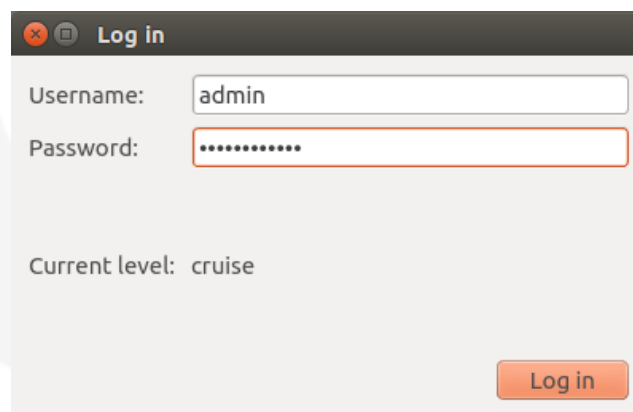 Log in
Username: admin
Password: ••••••••••••
Current level: cruise
Log in